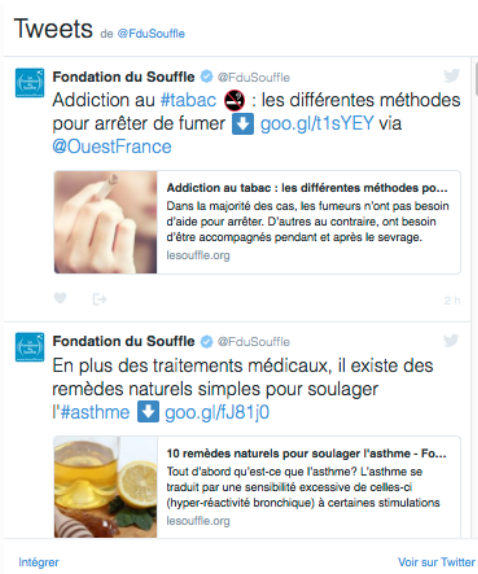 Tweets de @FduSouffle
Fondation du Souffle @FduSouffle
Addiction au #tabac 🚭 : les différentes méthodes
pour arrêter de fumer ⬇️ goo.gl/t1sYEY via
@OuestFrance
Addiction au tabac : les différentes méthodes po...
Dans la majorité des cas, les fumeurs n'ont pas besoin
d'aide pour arrêter. D'autres au contraire, ont besoin
d'être accompagnés pendant et après le sevrage.
lesouffle.org
2 h
Fondation du Souffle @FduSouffle
En plus des traitements médicaux, il existe des
remèdes naturels simples pour soulager
l'#asthme ⬇️ goo.gl/fJ81j0
10 remèdes naturels pour soulager l'asthme - Fo...
Tout d'abord qu'est-ce que l'asthme? L'asthme se
traduit par une sensibilité excessive de celles-ci
(hyper-réactivité bronchique) à certaines stimulations
lesouffle.org
Intégrer
Voir sur Twitter